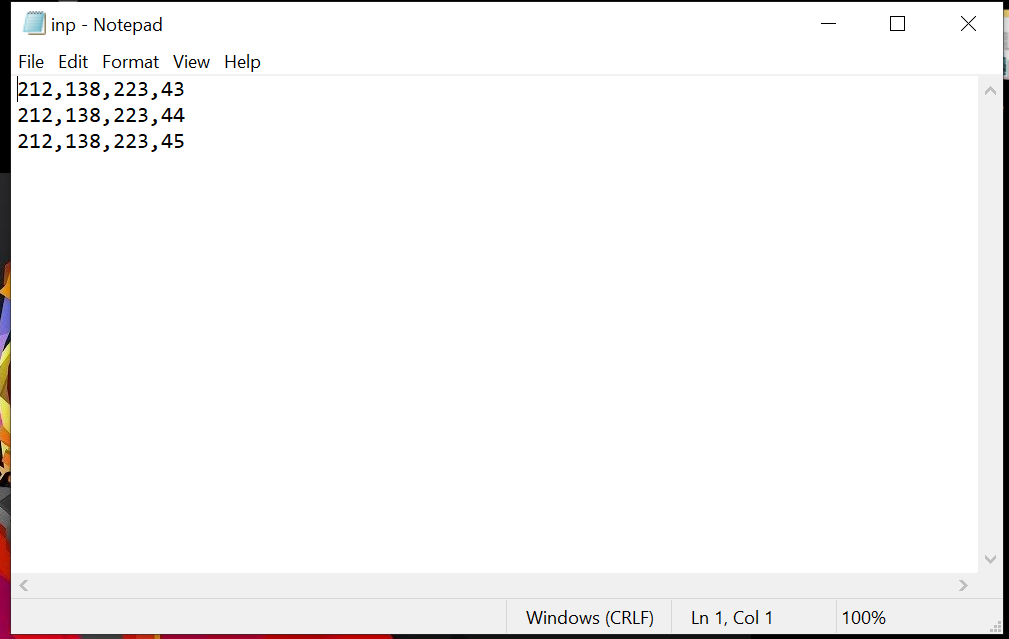 inp - Notepad
File Edit Format View Help
212,138,223,43
212,138,223,44
212,138,223,45
Windows (CRLF) Ln 1, Col 1 100%